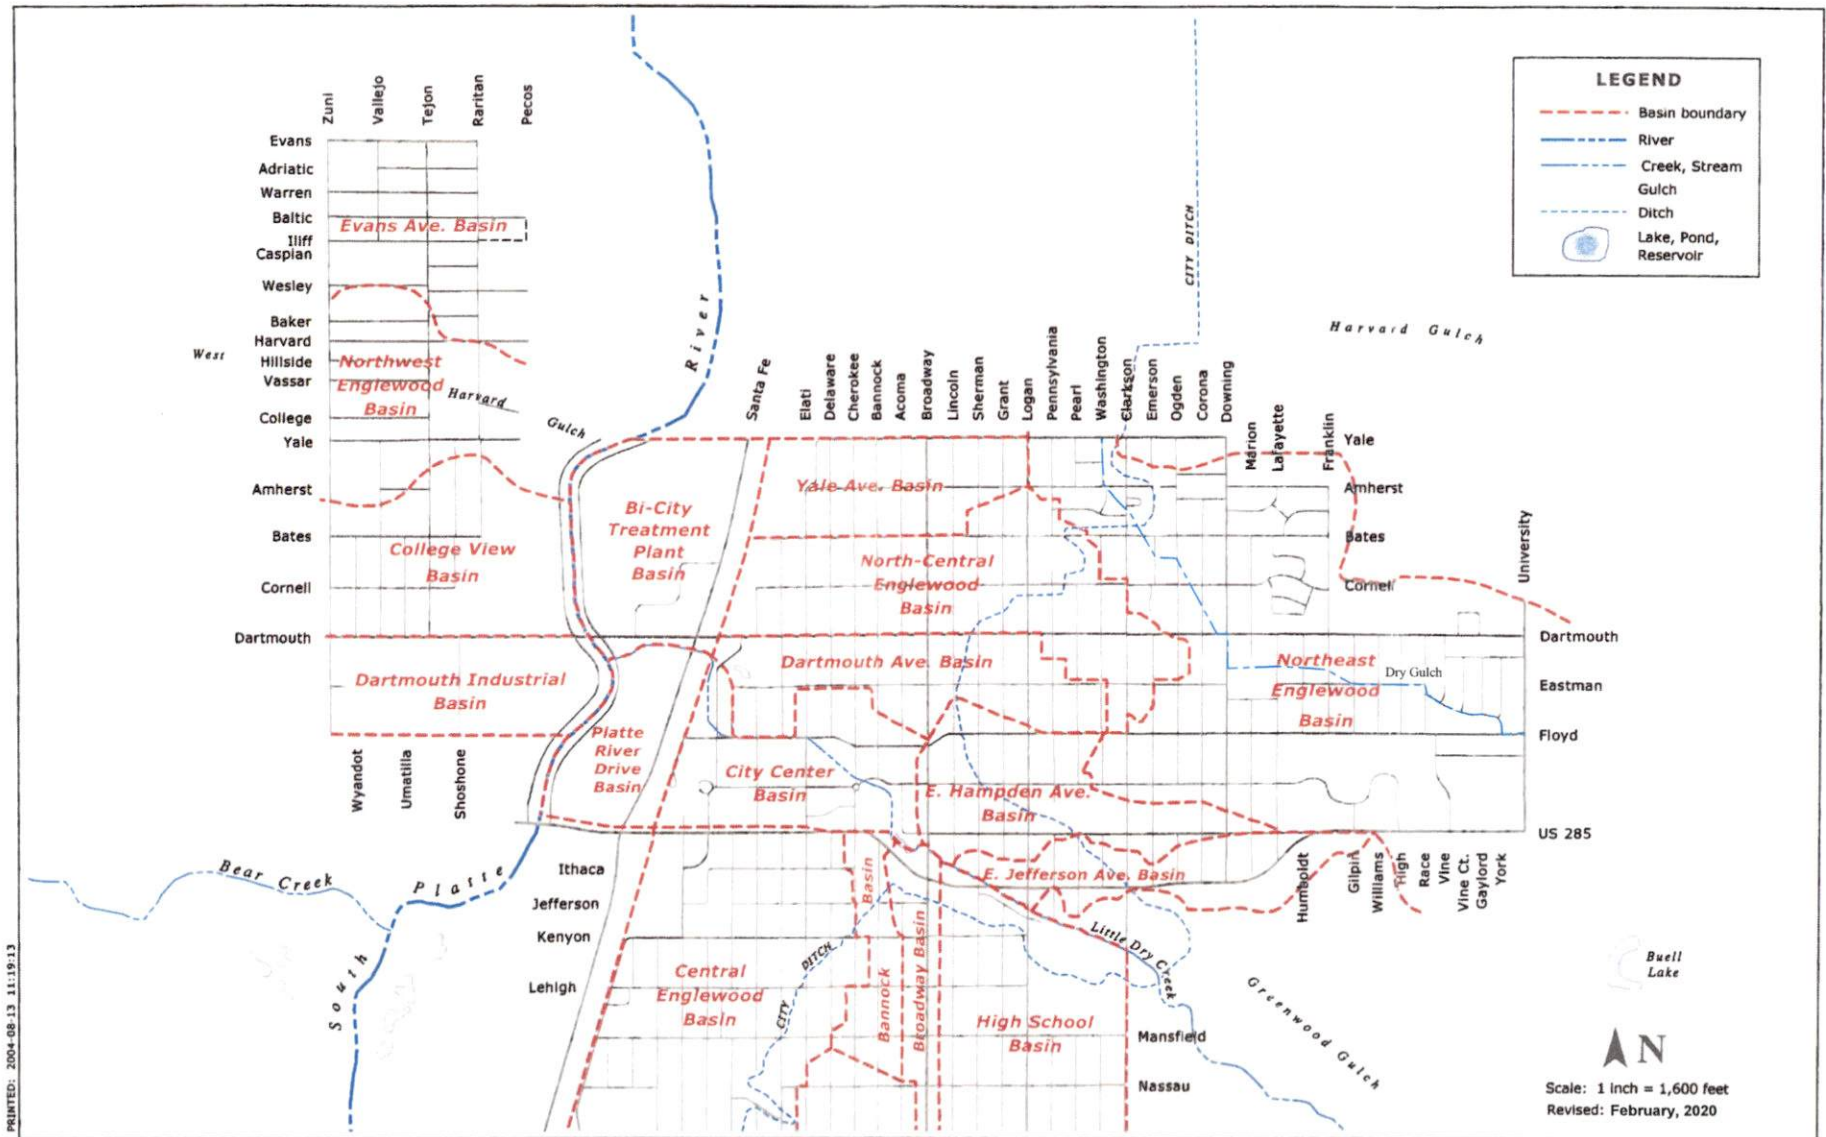 LEGEND
Basin boundary
River
Creek, Stream
Gulch
Ditch
Lake, Pond,
Reservoir
Zuni
Vallejo
Tejon
Raritan
Pecos
Evans
Adriatic
Warren
Baltic
Iliff
Caspian
Wesley
Baker
Harvard
Hillside
Vassar
College
Yale
Amherst
Bates
Cornell
Dartmouth
Evans Ave. Basin
West
Harvard
Gulch
Northwest
Englewood
Basin
College View
Basin
Dartmouth Industrial
Basin
Wyandot
Umatilla
Shoshone
River
CITY DITCH
Harvard Gulch
Santa Fe
Elati
Delaware
Cherokee
Bannock
Acoma
Broadway
Lincoln
Sherman
Grant
Logan
Pennsylvania
Pearl
Washington
Clarkson
Emerson
Ogden
Corona
Downing
Marion
Lafayette
Franklin
Yale
Amherst
Bates
Cornell
University
Dartmouth
Eastman
Floyd
US 285
Bi-City
Treatment
Plant
Basin
Yale Ave. Basin
North-Central
Englewood
Basin
Dartmouth Ave. Basin
Northeast
Englewood
Basin
Dry Gulch
Platte
River
Drive
Basin
City Center
Basin
E. Hampden Ave.
Basin
E. Jefferson Ave. Basin
Humboldt
Gilpin
Williams
High
Race
Vine
Vine Ct.
Gaylord
York
Bear Creek
South Platte
Ithaca
Jefferson
Kenyon
Lehigh
Central
Englewood
Basin
CITY DITCH
Bannock Basin
Broadway Basin
High School
Basin
Little Dry Creek
Greenwood Gulch
Mansfield
Nassau
Buell
Lake
N
Scale: 1 inch = 1,600 feet
Revised: February, 2020
PRINTED: 2004-08-13 11:19:13